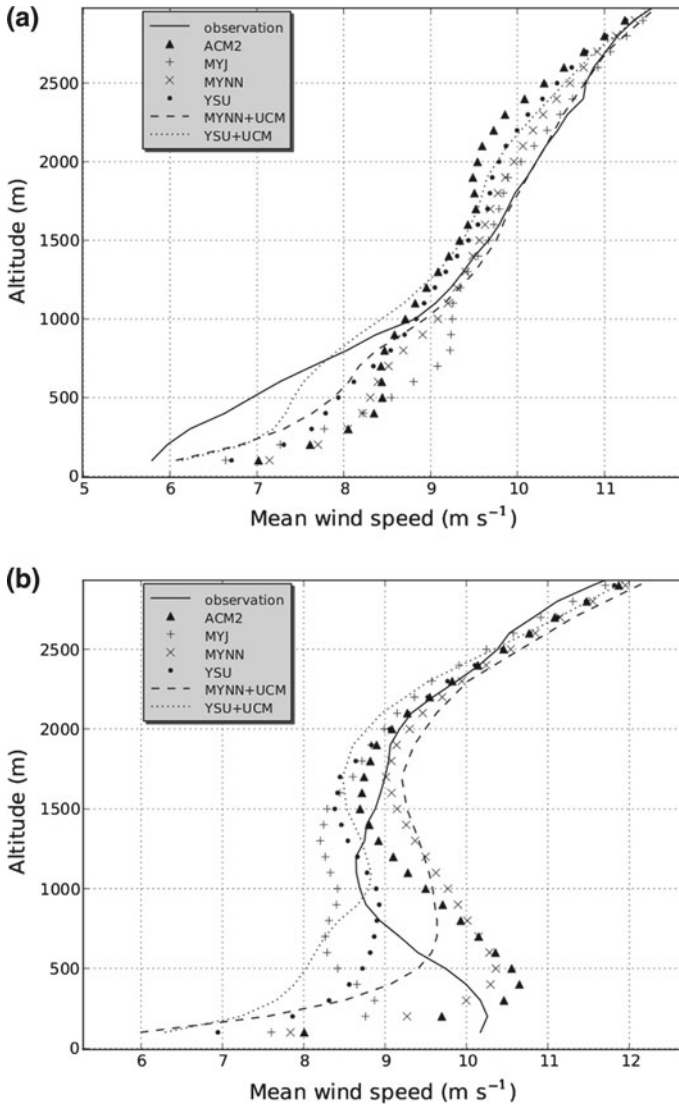 (a)
observation
ACM2
MYJ
MYNN
YSU
MYNN+UCM
YSU+UCM
2500
2000
1500
1000
500
0
Altitude (m)
5 6 7 8 9 10 11
Mean wind speed (m s⁻¹)
(b)
observation
ACM2
MYJ
MYNN
YSU
MYNN+UCM
YSU+UCM
2500
2000
1500
1000
500
0
Altitude (m)
6 7 8 9 10 11 12
Mean wind speed (m s⁻¹)